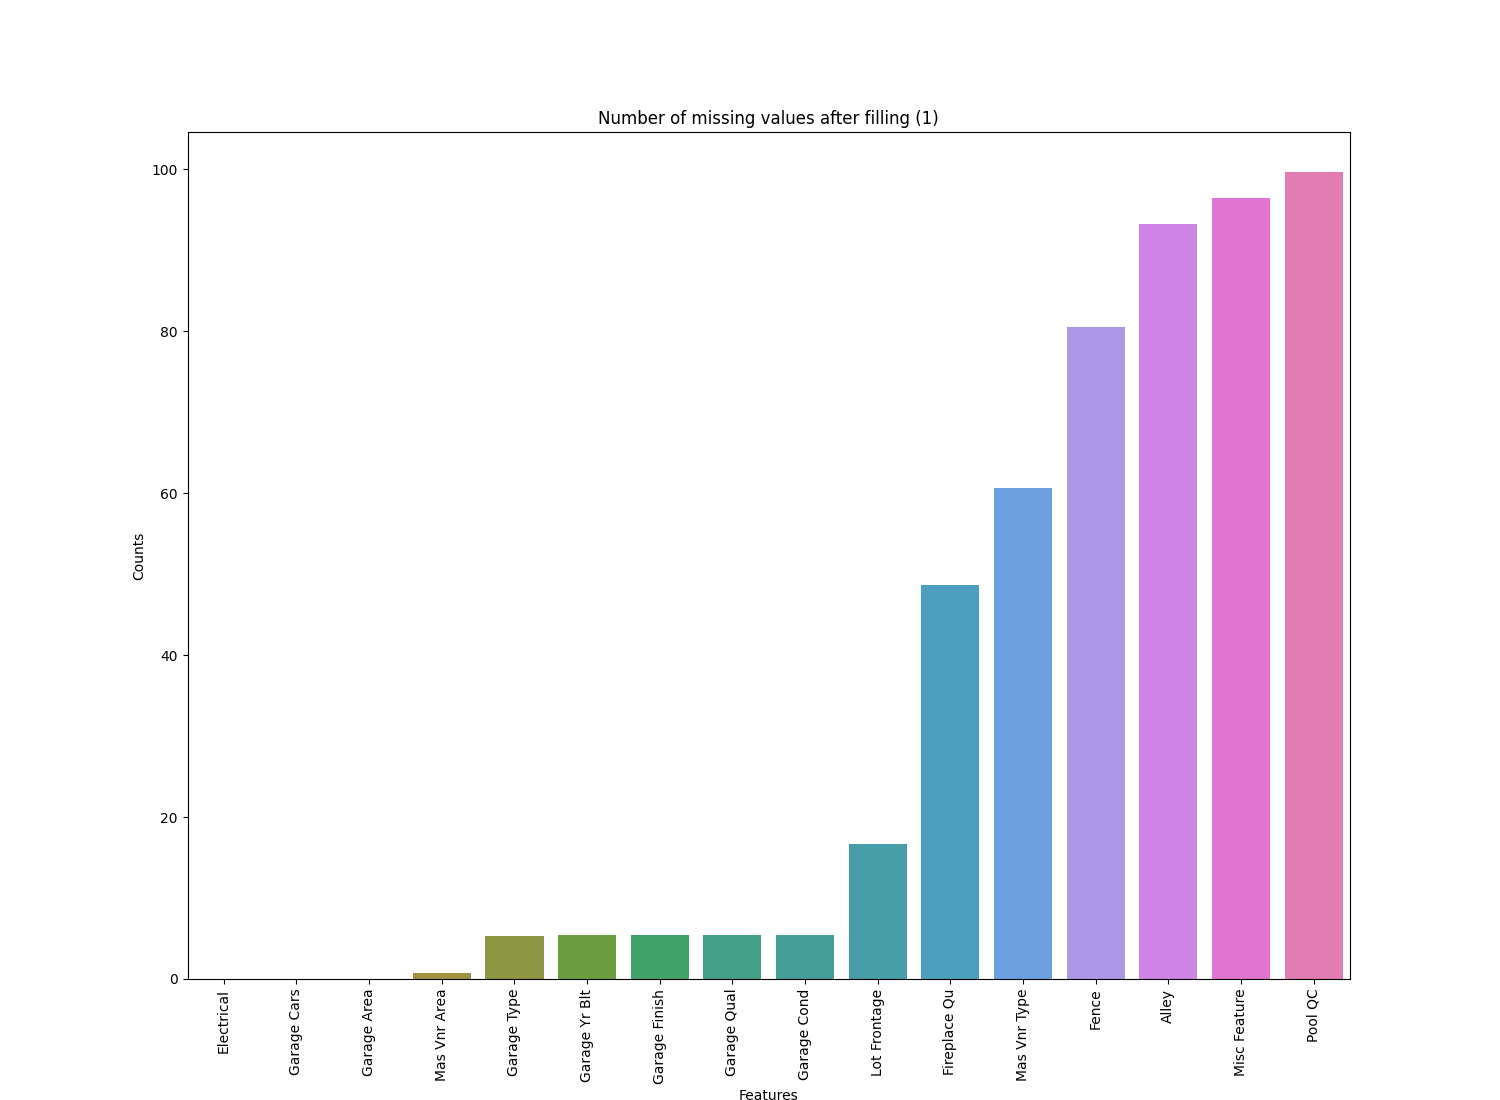 Number of missing values after filling (1)
100
80
60
40
20
0
Counts
Electrical
Garage Cars
Garage Area
Mas Vnr Area
Garage Type
Garage Yr Blt
Garage Finish
Garage Qual
Garage Cond
Lot Frontage
Fireplace Qu
Mas Vnr Type
Fence
Alley
Misc Feature
Pool QC
Features